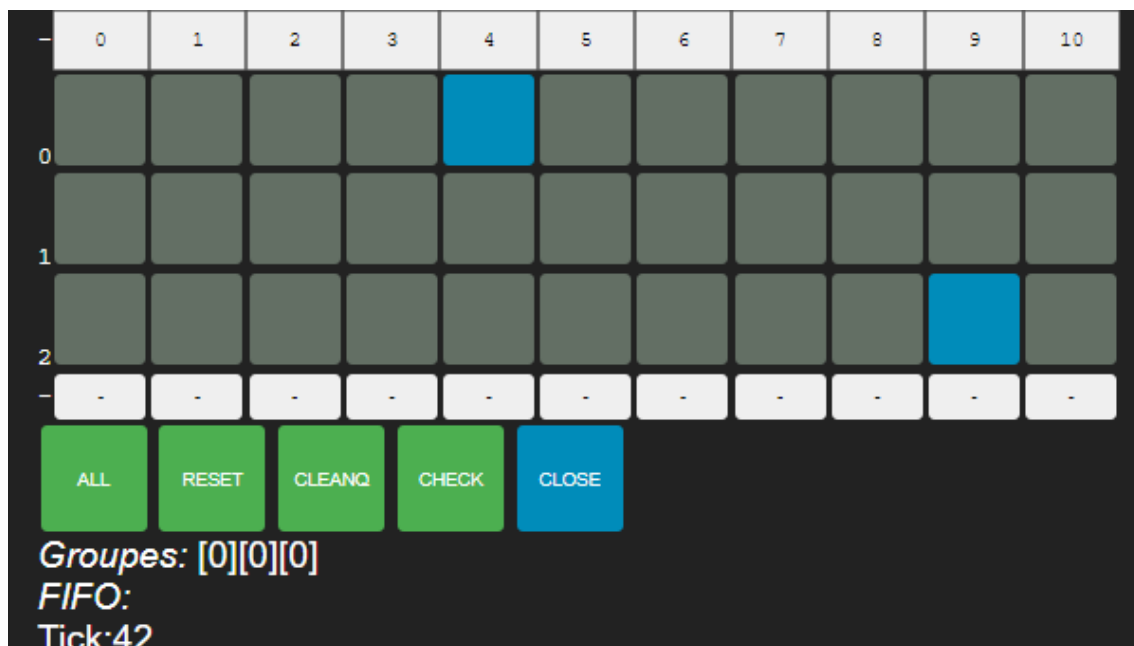 – 0 1 2 3 4 5 6 7 8 9 10
0
1
2
– - - - - - - - - - - -
ALL RESET CLEANQ CHECK CLOSE
Groupes: [0][0][0]
FIFO:
Tick:42